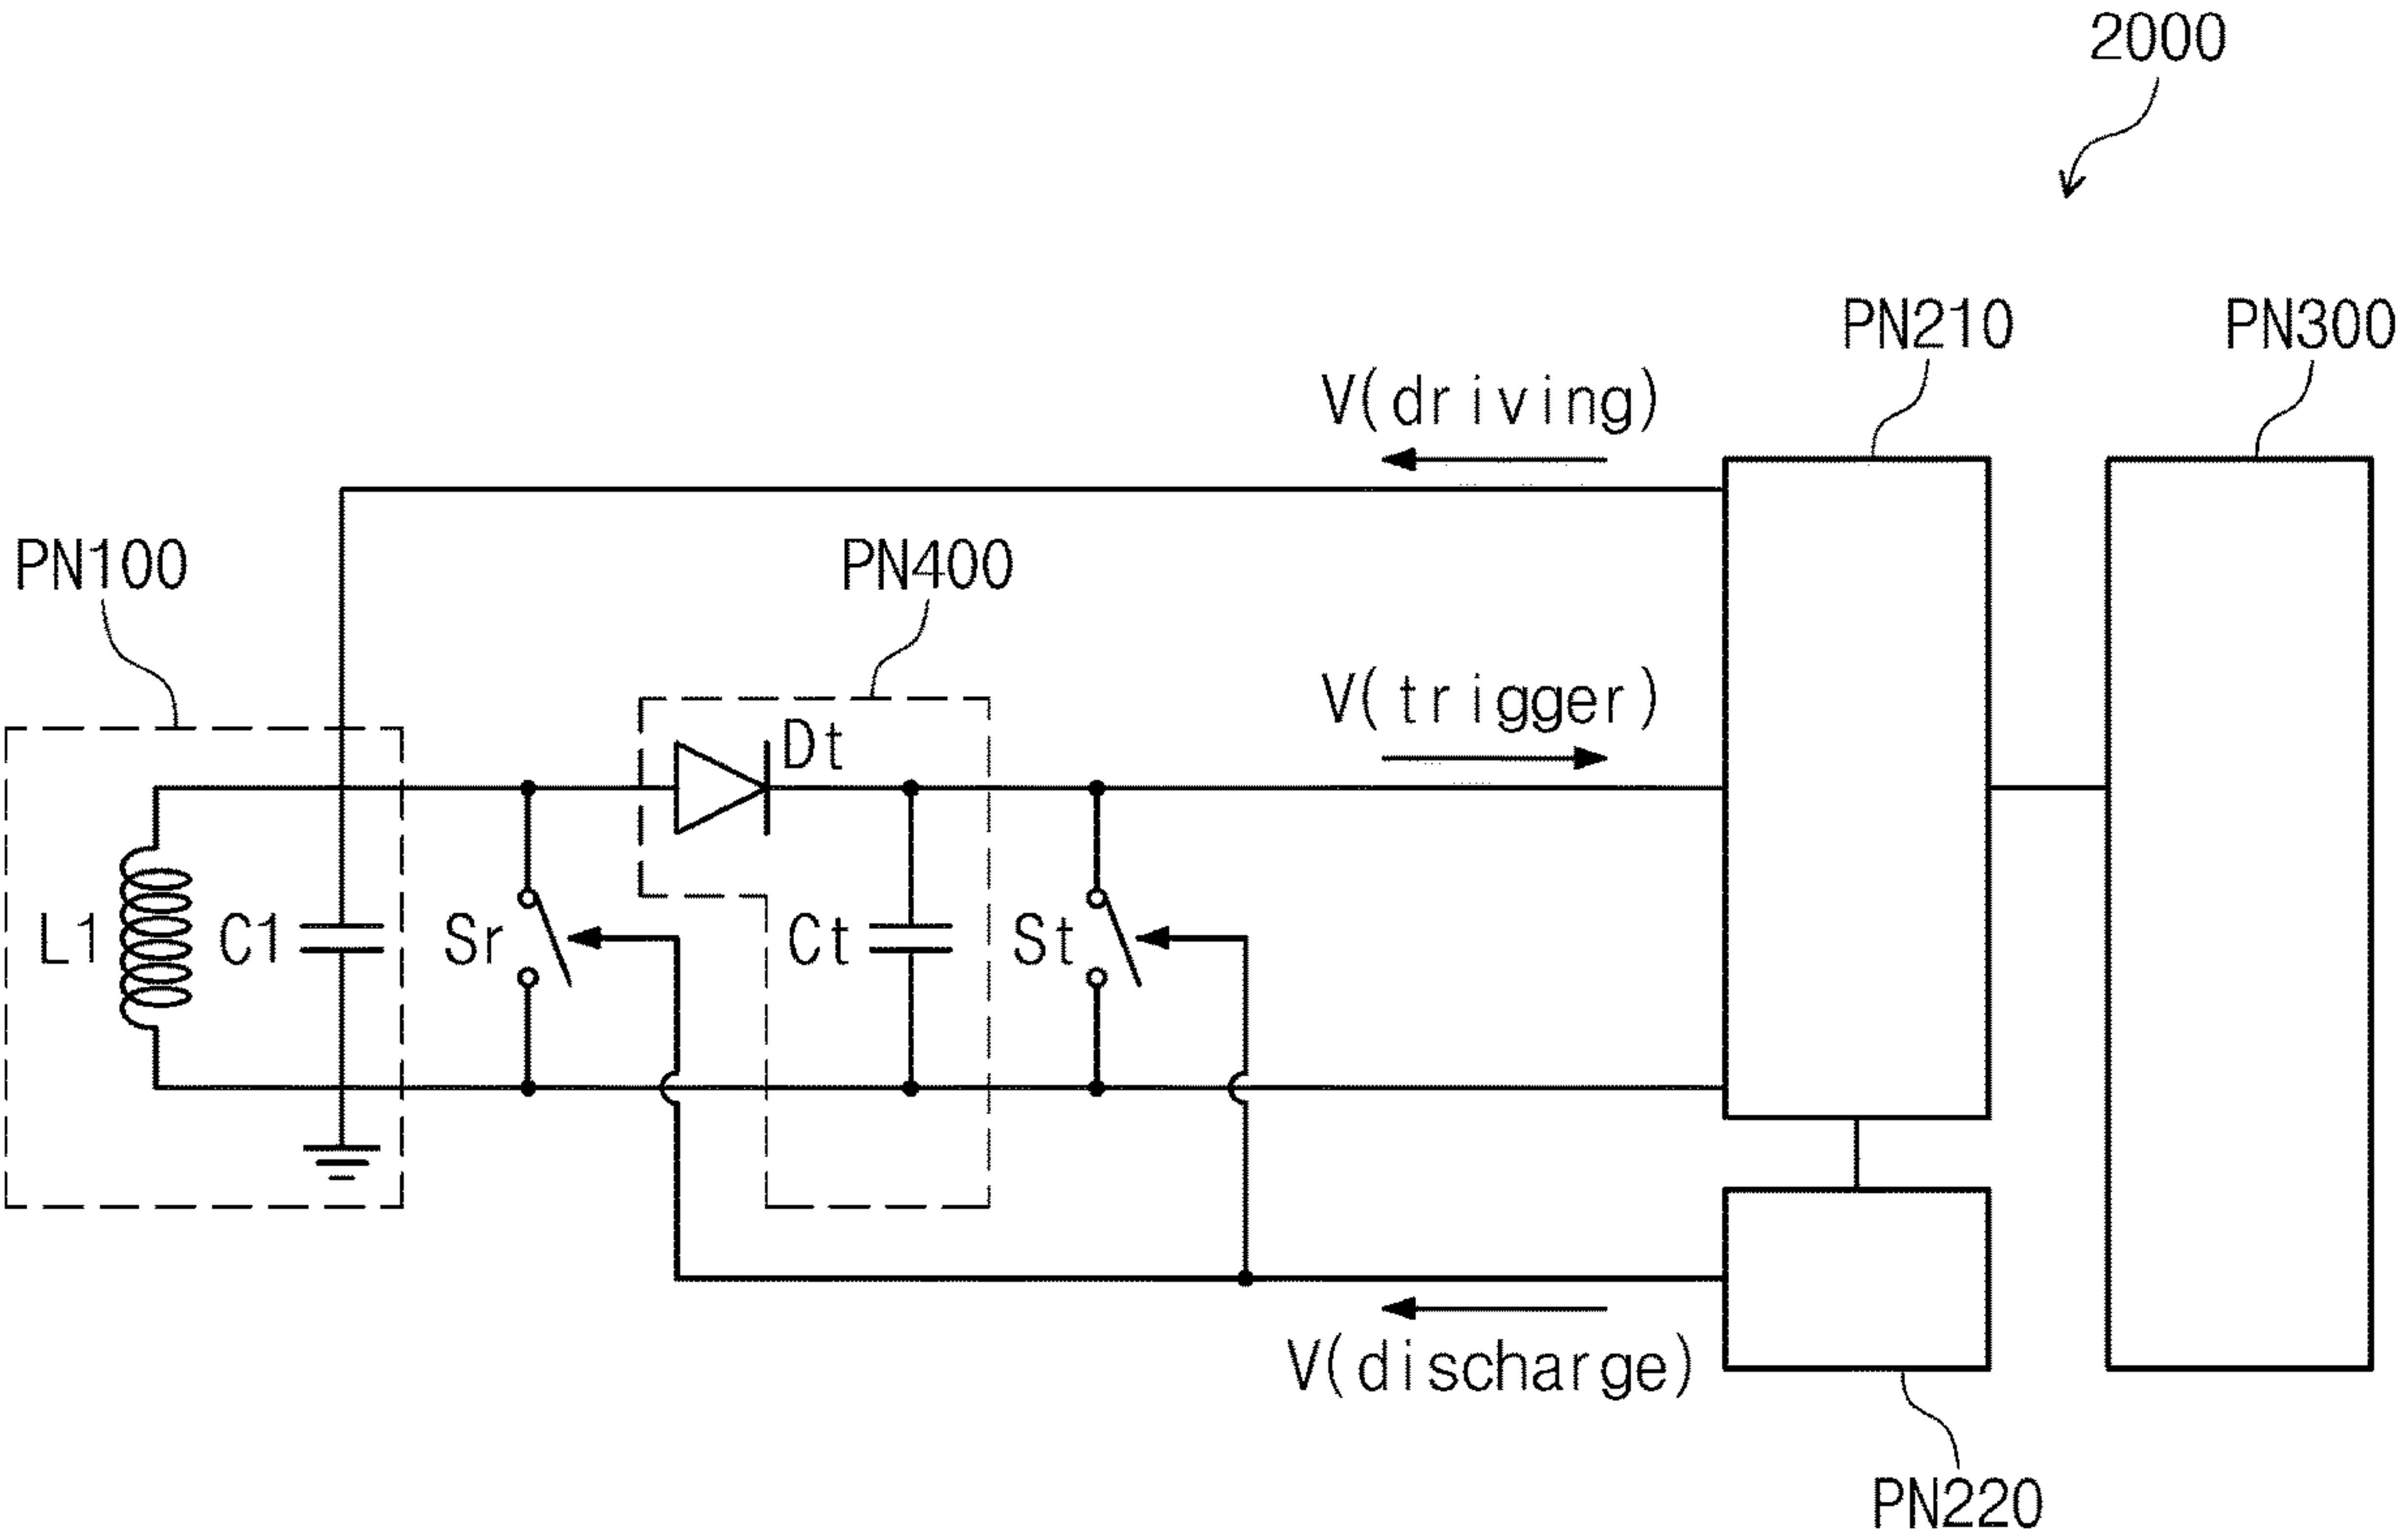 2000
PN210
PN300
V(driving)
PN100
PN400
V(trigger)
Dt
L1
C1
Sr
Ct
St
V(discharge)
PN220